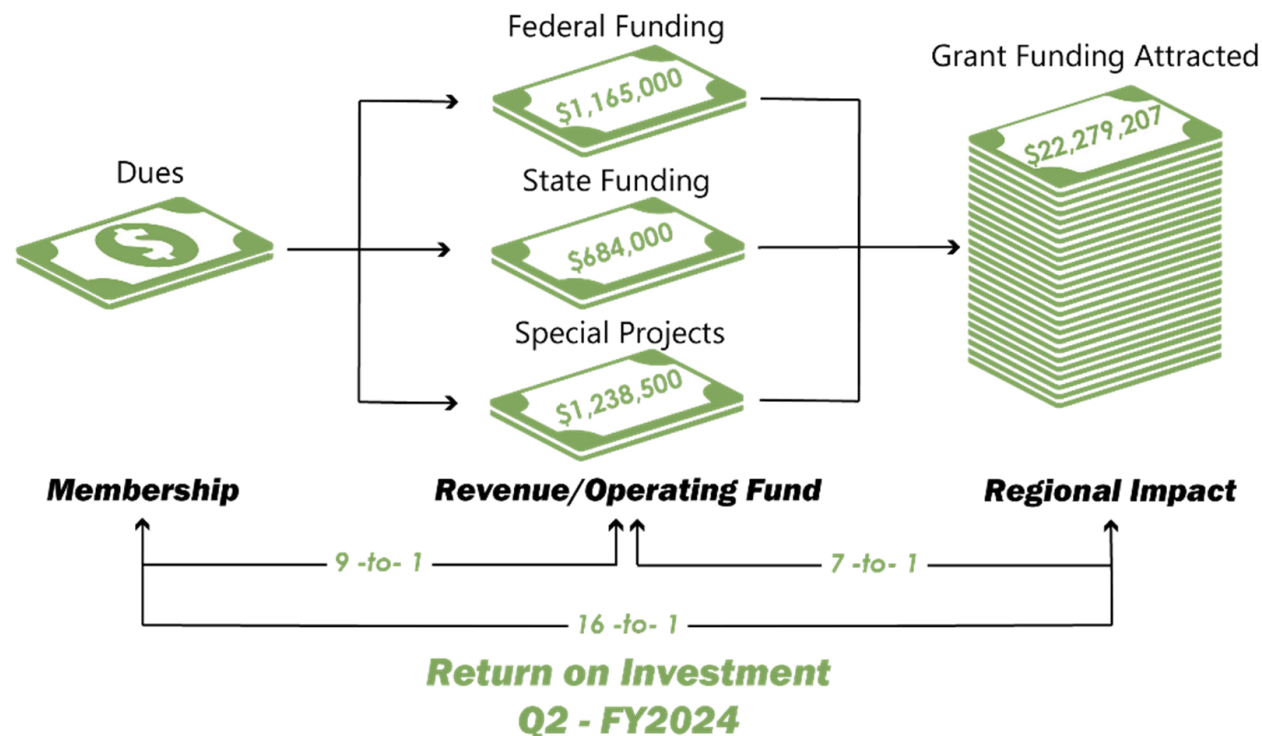 Federal Funding
$1,165,000
Grant Funding Attracted
$22,279,207
Dues
$
State Funding
$684,000
Special Projects
$1,238,500
Membership
Revenue/Operating Fund
Regional Impact
9 -to- 1
7 -to- 1
16 -to- 1
Return on Investment
Q2 - FY2024